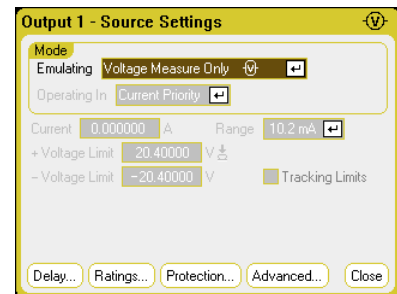 Output 1 - Source Settings
Mode
Emulating Voltage Measure Only
Operating In Current Priority
Current 0.000000 A Range 10.2 mA
+ Voltage Limit 20.40000 V
- Voltage Limit -20.40000 V Tracking Limits
Delay... Ratings... Protection... Advanced... Close